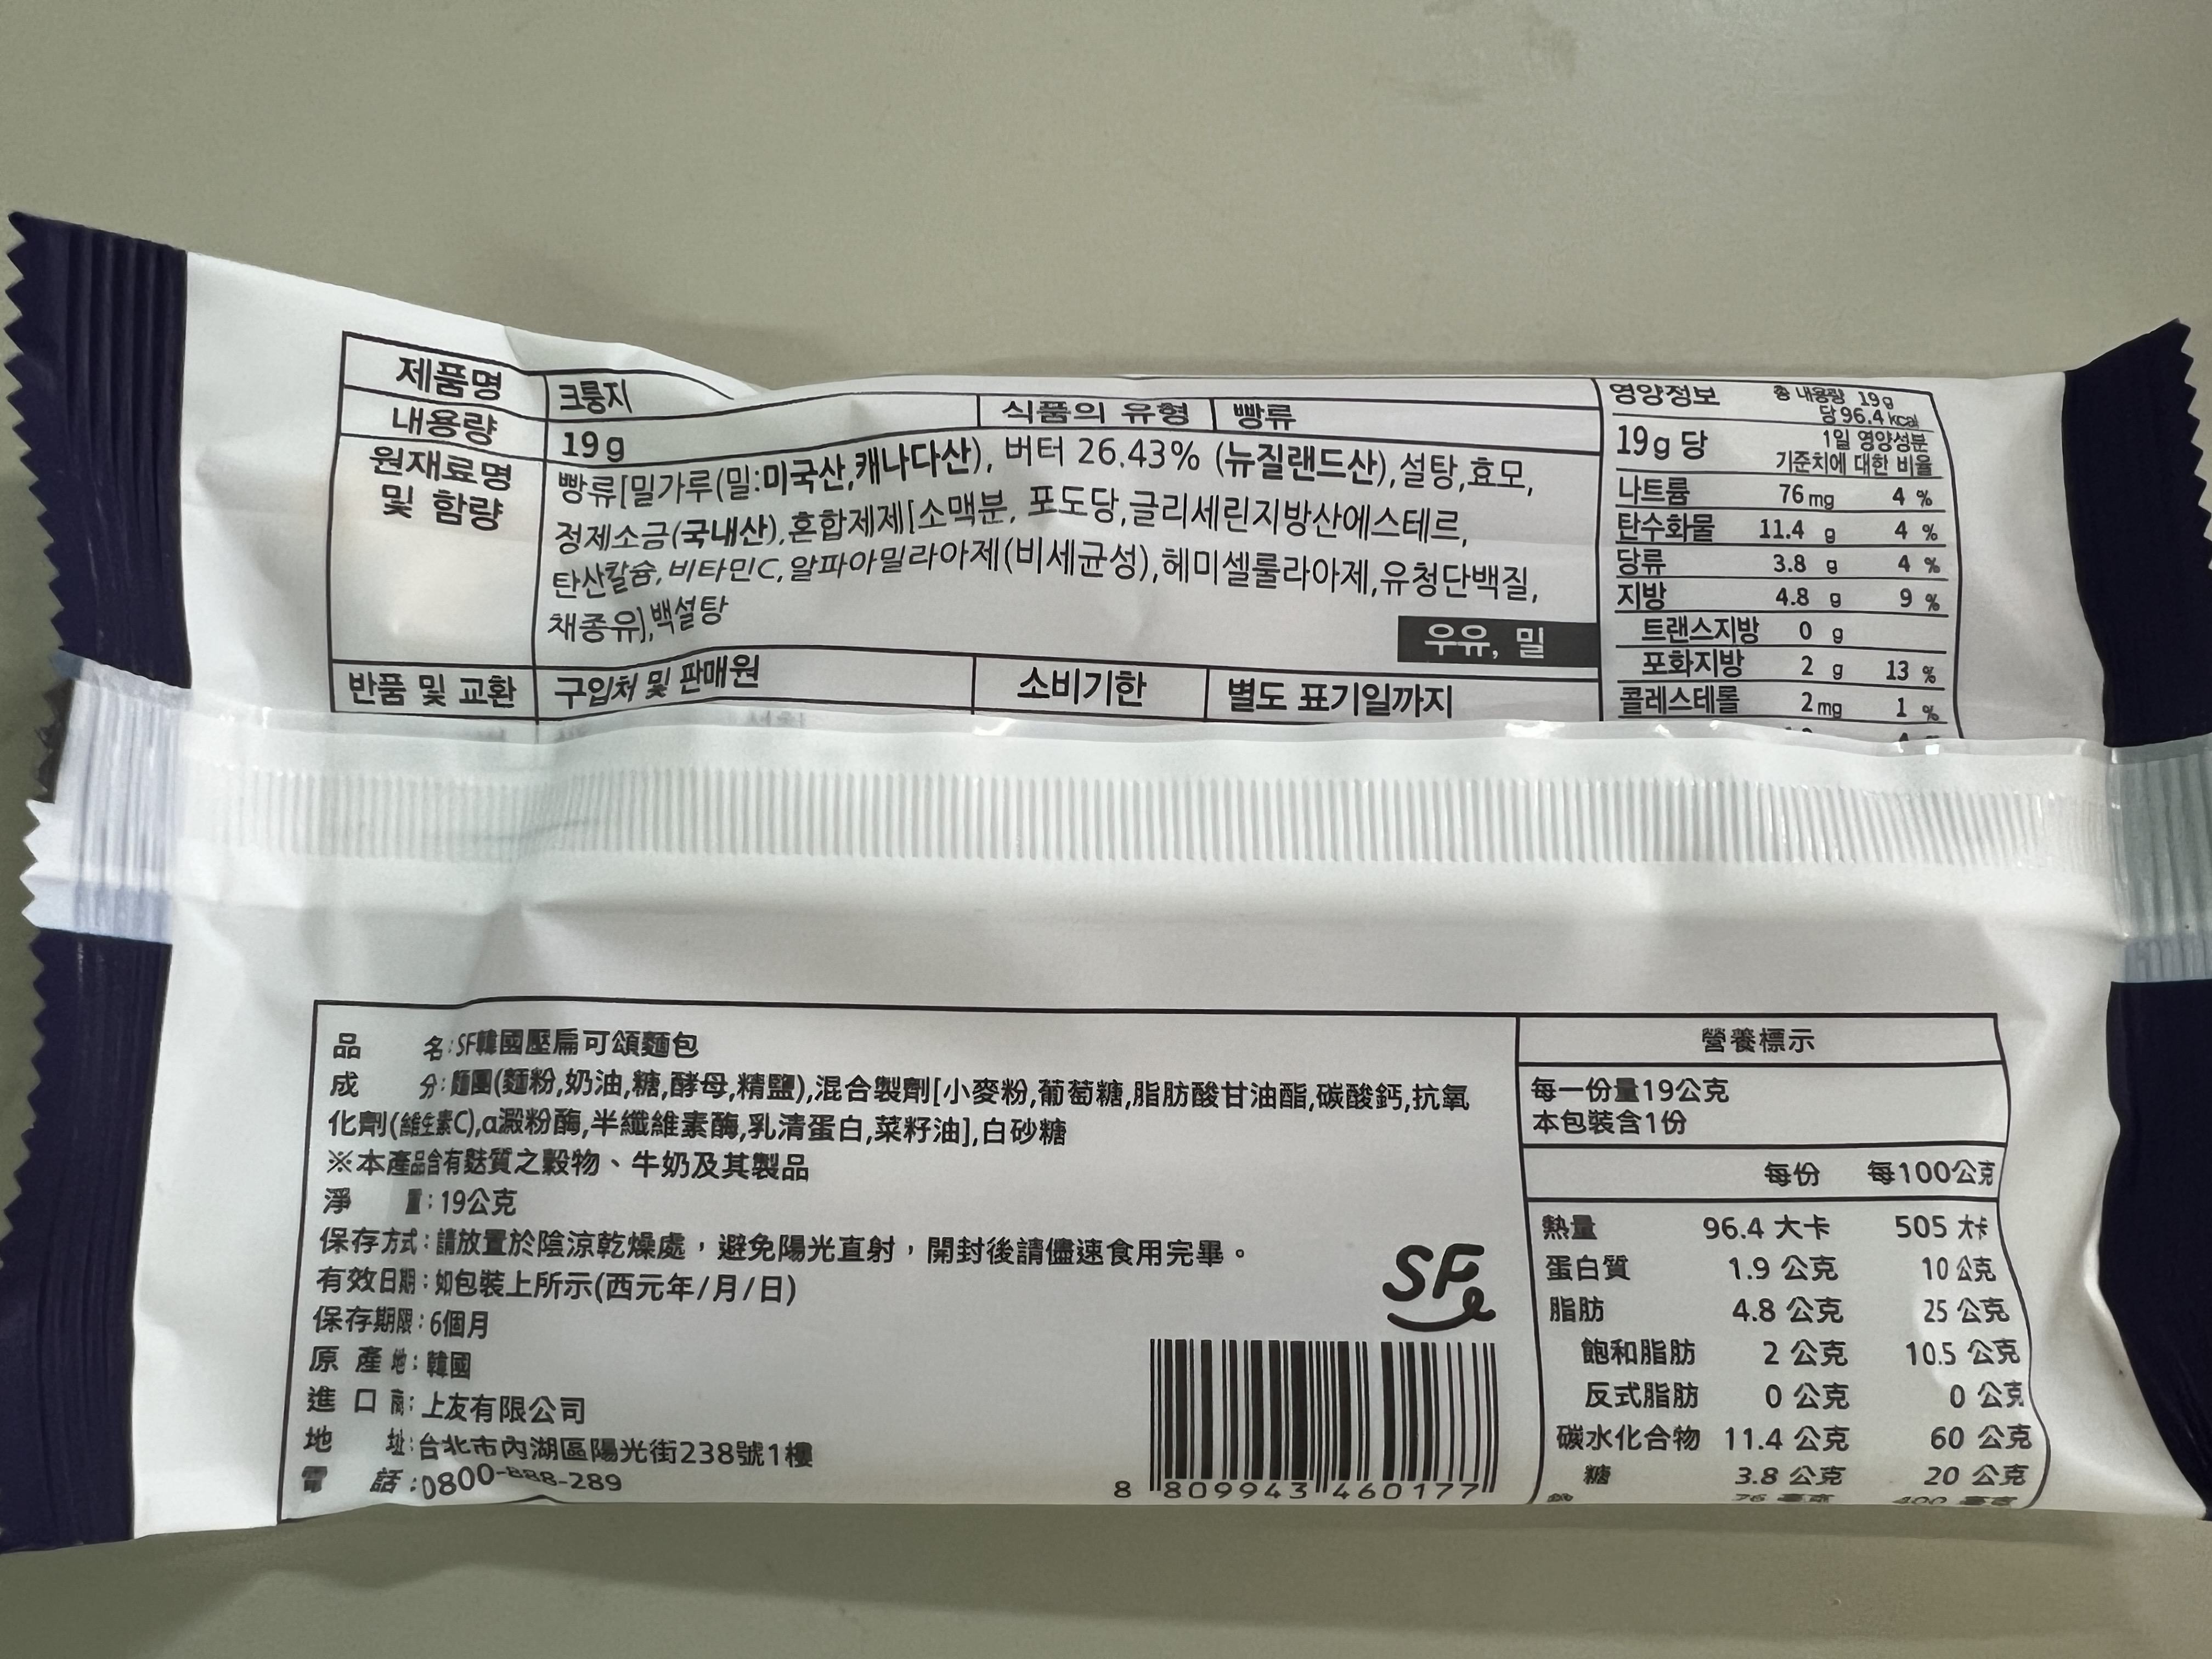 제품명 크룽지
내용량 19g 식품의 유형 빵류
원재료명 및 함량
빵류[밀가루(밀:미국산,캐나다산), 버터 26.43% (뉴질랜드산),설탕,효모,
정제소금(국내산),혼합제제[소맥분, 포도당,글리세린지방산에스테르,
탄산칼슘,비타민C,알파아밀라아제(비세균성),헤미셀룰라아제,유청단백질,
채종유],백설탕
우유, 밀
반품 및 교환 구입처 및 판매원 소비기한 별도 표기일까지
영양정보 총 내용량 19g
당 96.4 kcal
19g 당 1일 영양성분
기준치에 대한 비율
나트륨 76mg 4 %
탄수화물 11.4 g 4 %
당류 3.8 g 4 %
지방 4.8 g 9 %
트랜스지방 0 g
포화지방 2 g 13 %
콜레스테롤 2mg 1 %
品 名:SF韓國壓扁可頌麵包
成 分:麵團(麵粉,奶油,糖,酵母,精鹽),混合製劑[小麥粉,葡萄糖,脂肪酸甘油酯,碳酸鈣,抗氧
化劑(維生素C),α澱粉酶,半纖維素酶,乳清蛋白,菜籽油],白砂糖
※本產品含有麩質之穀物、牛奶及其製品
淨 量:19公克
保存方式:請放置於陰涼乾燥處,避免陽光直射,開封後請儘速食用完畢。
有效日期:如包裝上所示(西元年/月/日)
保存期限:6個月
原 產 地:韓國
進 口 商:上友有限公司
地 址:台北市內湖區陽光街238號1樓
電 話:0800-888-289
SF
8 809943 460177
營養標示
每一份量19公克
本包裝含1份
每份 每100公克
熱量 96.4 大卡 505 大卡
蛋白質 1.9 公克 10 公克
脂肪 4.8 公克 25 公克
飽和脂肪 2 公克 10.5 公克
反式脂肪 0 公克 0 公克
碳水化合物 11.4 公克 60 公克
糖 3.8 公克 20 公克
鈉 76 毫克 400 毫克